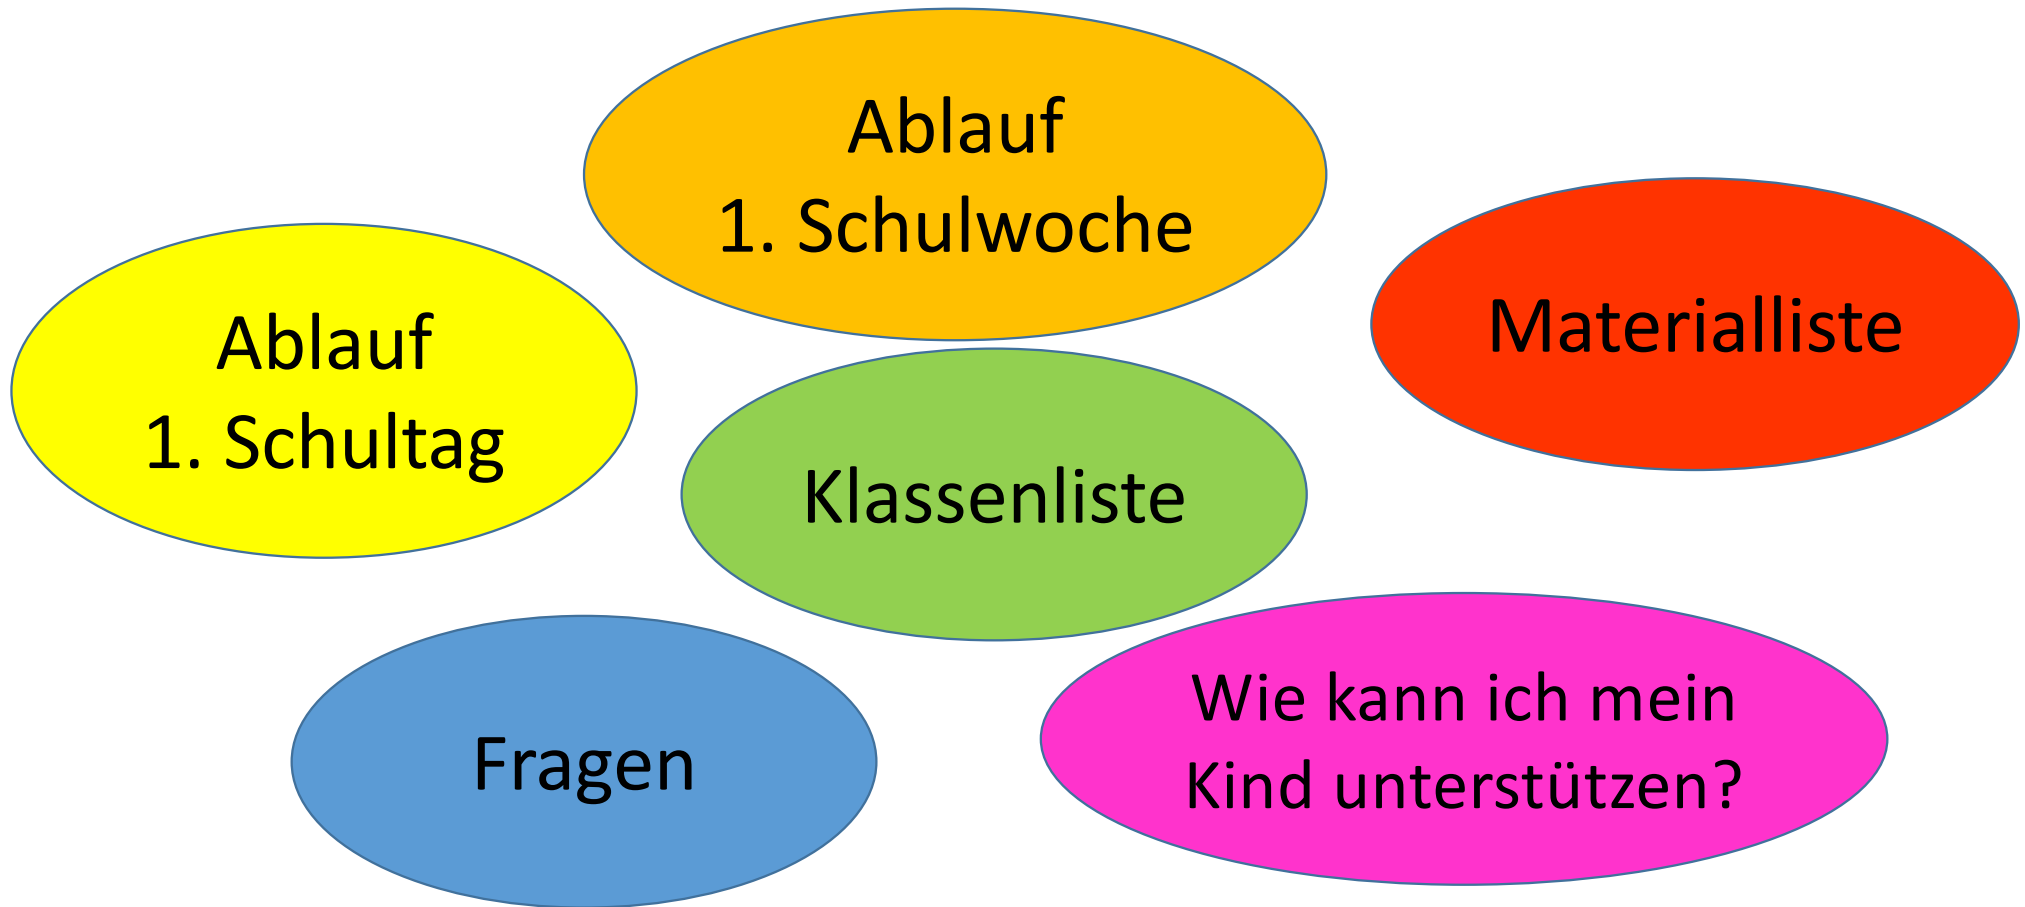 Ablauf
1. Schulwoche
Ablauf
1. Schultag
Materialliste
Klassenliste
Fragen
Wie kann ich mein
Kind unterstützen?